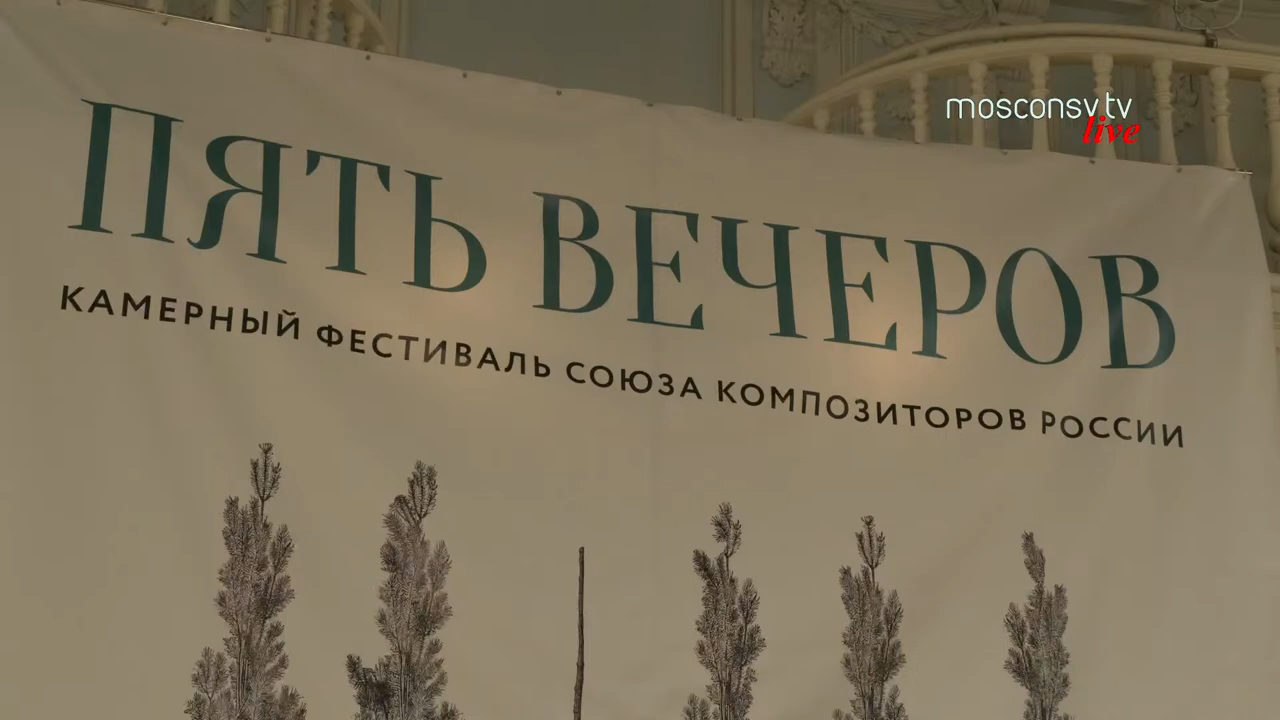 mosconsv.tv
live
ПЯТЬ ВЕЧЕРОВ
КАМЕРНЫЙ ФЕСТИВАЛЬ СОЮЗА КОМПОЗИТОРОВ РОССИИ